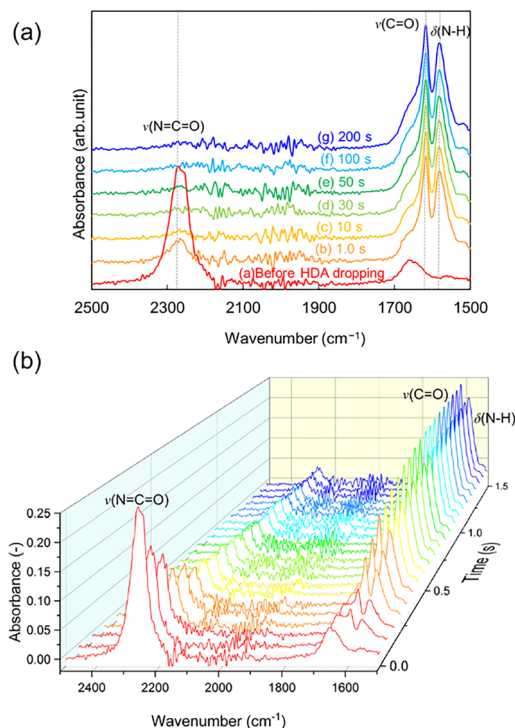 (a)
ν(C=O)
δ(N-H)
ν(N=C=O)
Absorbance (arb.unit)
(g) 200 s
(f) 100 s
(e) 50 s
(d) 30 s
(c) 10 s
(b) 1.0 s
(a)Before HDA dropping
2500 2300 2100 1900 1700 1500
Wavenumber (cm⁻¹)
(b)
ν(C=O)
δ(N-H)
ν(N=C=O)
Absorbance (-)
0.25
0.20
0.15
0.10
0.05
0.00
1.5
1.0
0.5
0.0
Time (s)
2400 2200 2000 1800 1600
Wavenumber (cm⁻¹)